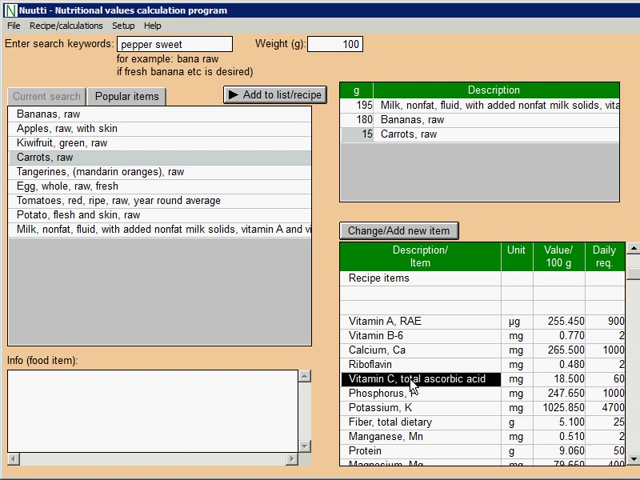 Nuutti - Nutritional values calculation program
File Recipe/calculations Setup Help
Enter search keywords: pepper sweet Weight (g): 100
for example: bana raw
if fresh banana etc is desired)
Current search Popular items Add to list/recipe
Bananas, raw
Apples, raw, with skin
Kiwifruit, green, raw
Carrots, raw
Tangerines, (mandarin oranges), raw
Egg, whole, raw, fresh
Tomatoes, red, ripe, raw, year round average
Potato, flesh and skin, raw
Milk, nonfat, fluid, with added nonfat milk solids, vitamin A and vi
Info (food item):
g Description
195 Milk, nonfat, fluid, with added nonfat milk solids, vita
180 Bananas, raw
15 Carrots, raw
Change/Add new item
Description/ Item Unit Value/ 100 g Daily req.
Recipe items
Vitamin A, RAE µg 255.450 900
Vitamin B-6 mg 0.770 2
Calcium, Ca mg 265.500 1000
Riboflavin mg 0.480 2
Vitamin C, total ascorbic acid mg 18.500 60
Phosphorus, mg 247.650 1000
Potassium, K mg 1025.850 4700
Fiber, total dietary g 5.100 25
Manganese, Mn mg 0.510 2
Protein g 9.060 50
Magnesium, Mg mg 79.650 400